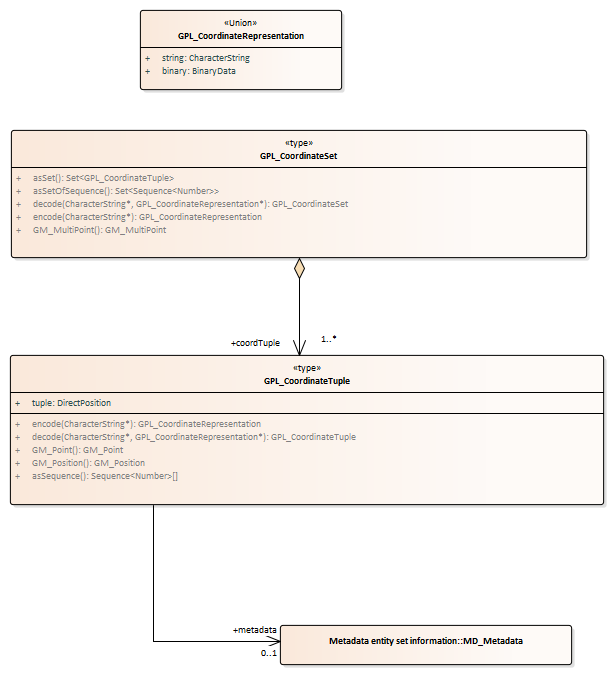 «Union»
GPL_CoordinateRepresentation
+ string: CharacterString
+ binary: BinaryData
«type»
GPL_CoordinateSet
+ asSet(): Set<GPL_CoordinateTuple>
+ asSetOfSequence(): Set<Sequence<Number>>
+ decode(CharacterString*, GPL_CoordinateRepresentation*): GPL_CoordinateSet
+ encode(CharacterString*): GPL_CoordinateRepresentation
+ GM_MultiPoint(): GM_MultiPoint
+coordTuple 1..*
«type»
GPL_CoordinateTuple
+ tuple: DirectPosition
+ encode(CharacterString*): GPL_CoordinateRepresentation
+ decode(CharacterString*, GPL_CoordinateRepresentation*): GPL_CoordinateTuple
+ GM_Point(): GM_Point
+ GM_Position(): GM_Position
+ asSequence(): Sequence<Number>[]
+metadata
0..1
Metadata entity set information::MD_Metadata